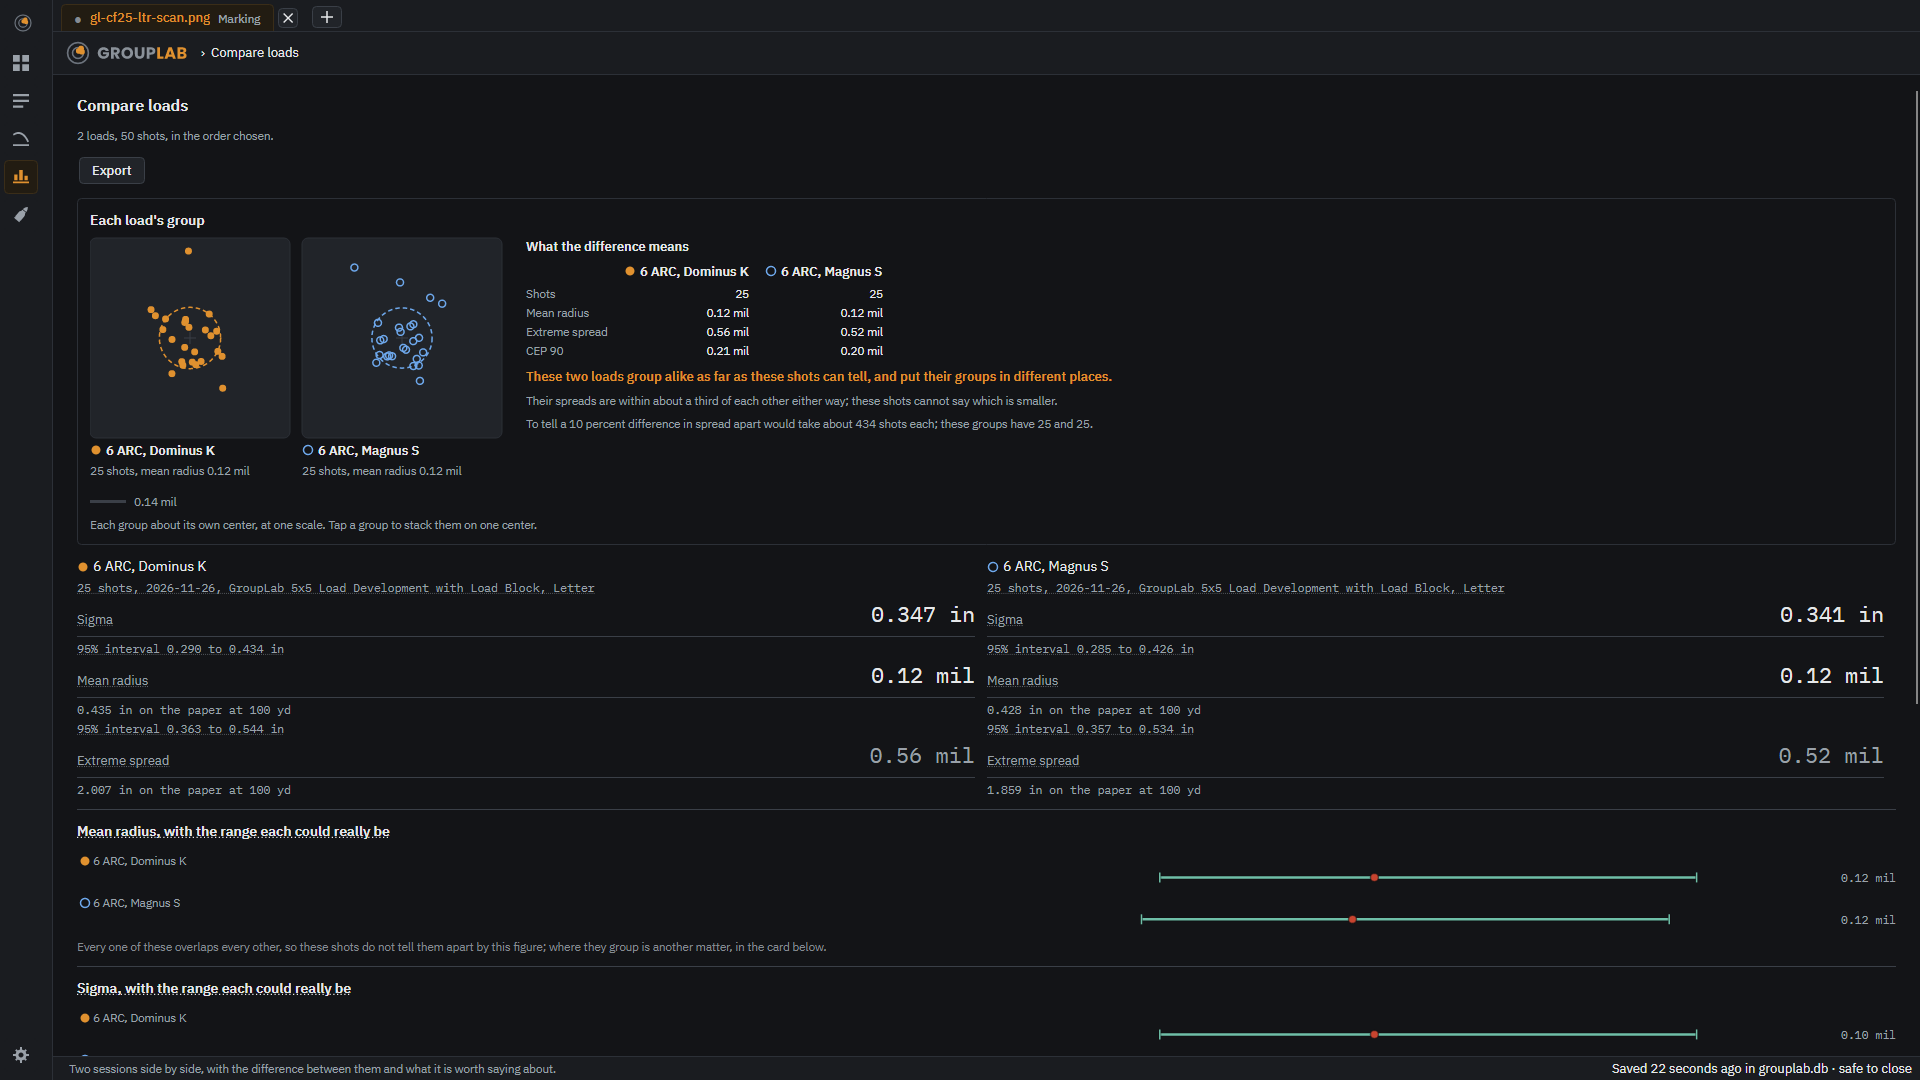 gl-cf25-ltr-scan.png Marking
GROUPLAB › Compare loads
Compare loads
2 loads, 50 shots, in the order chosen.
Export
Each load's group
What the difference means
6 ARC, Dominus K 6 ARC, Magnus S
Shots 25 25
Mean radius 0.12 mil 0.12 mil
Extreme spread 0.56 mil 0.52 mil
CEP 90 0.21 mil 0.20 mil
These two loads group alike as far as these shots can tell, and put their groups in different places.
Their spreads are within about a third of each other either way; these shots cannot say which is smaller.
To tell a 10 percent difference in spread apart would take about 434 shots each; these groups have 25 and 25.
6 ARC, Dominus K 6 ARC, Magnus S
25 shots, mean radius 0.12 mil 25 shots, mean radius 0.12 mil
0.14 mil
Each group about its own center, at one scale. Tap a group to stack them on one center.
6 ARC, Dominus K
25 shots, 2026-11-26, GroupLab 5x5 Load Development with Load Block, Letter
Sigma 0.347 in
95% interval 0.290 to 0.434 in
Mean radius 0.12 mil
0.435 in on the paper at 100 yd
95% interval 0.363 to 0.544 in
Extreme spread 0.56 mil
2.007 in on the paper at 100 yd
6 ARC, Magnus S
25 shots, 2026-11-26, GroupLab 5x5 Load Development with Load Block, Letter
Sigma 0.341 in
95% interval 0.285 to 0.426 in
Mean radius 0.12 mil
0.428 in on the paper at 100 yd
95% interval 0.357 to 0.534 in
Extreme spread 0.52 mil
1.859 in on the paper at 100 yd
Mean radius, with the range each could really be
6 ARC, Dominus K 0.12 mil
6 ARC, Magnus S 0.12 mil
Every one of these overlaps every other, so these shots do not tell them apart by this figure; where they group is another matter, in the card below.
Sigma, with the range each could really be
6 ARC, Dominus K 0.10 mil
Two sessions side by side, with the difference between them and what it is worth saying about.
Saved 22 seconds ago in grouplab.db · safe to close